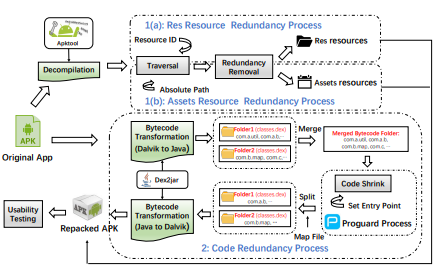 1(a): Res Resource Redundancy Process
Apktool
Resource ID
Decompilation
Traversal
Redundancy
Removal
Res resources
Assets resources
Absolute Path
1(b): Assets Resource Redundancy Process
APK
Original App
Bytecode
Transformation
(Dalvik to Java)
Folder1 (classes.dex)
com.a.util, com.a.b, ···
Folder2 (classes.dex)
com.b.map, com.c, ···
Merge
Merged Bytecode Folder:
com.a.util, com.a.b,
com.b.map, com.c, ···
Dex2jar
Code Shrink
Set Entry Point
Proguard Process
Split
Map File
Folder1 (classes.dex)
com.a.b, ···
Folder2 (classes.dex)
com.b.map, ···
Bytecode
Transformation
(Java to Dalvik)
APK
Repacked APK
Usability
Testing
2: Code Redundancy Process